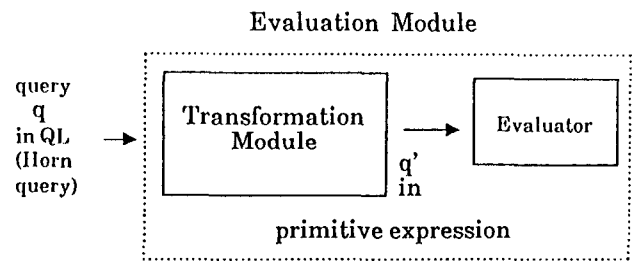 Evaluation Module
query
q
in QL
(Horn
query)
Transformation
Module
q'
in
Evaluator
primitive expression